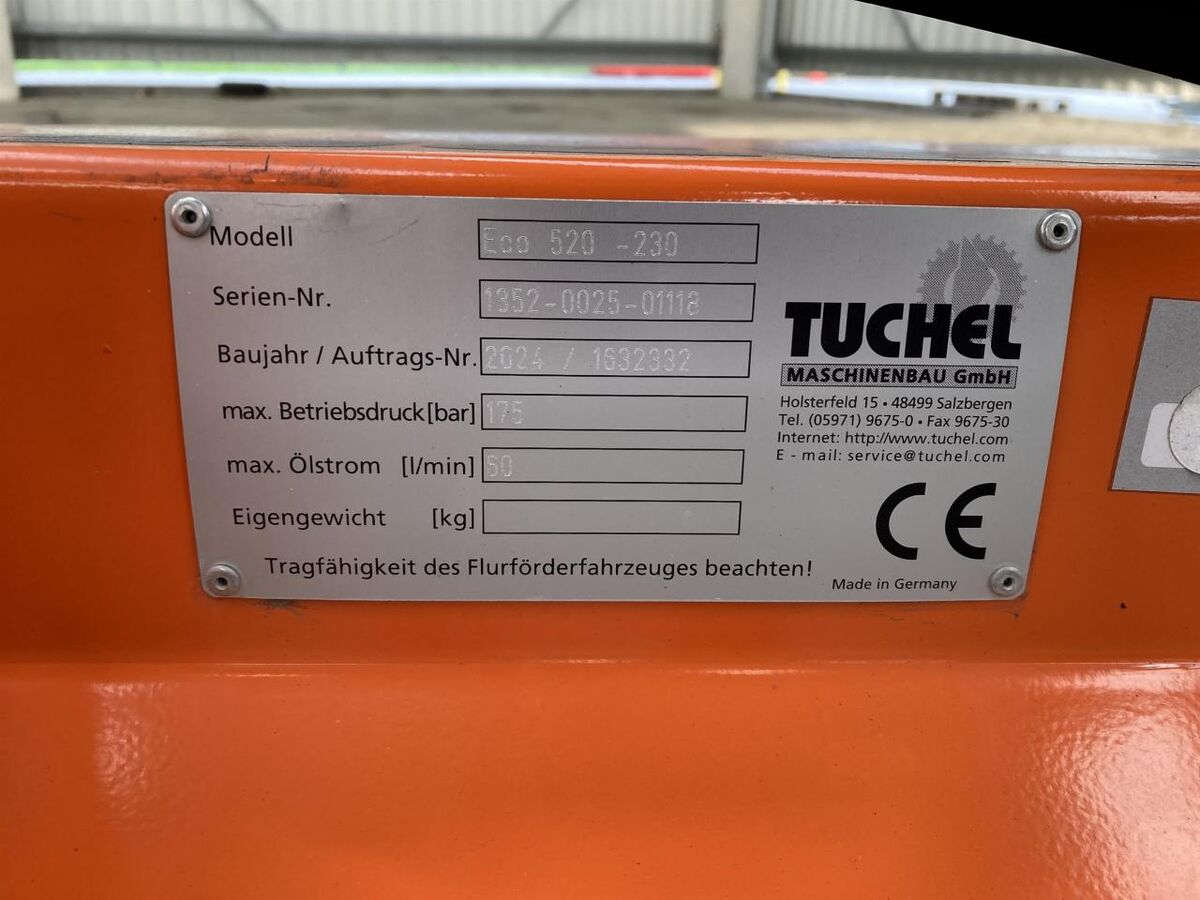 Modell Eco 520 -230
Serien-Nr. 1352-0025-01118
Baujahr / Auftrags-Nr. 2024 / 1632332
max. Betriebsdruck [bar] 175
max. Ölstrom [l/min] 50
Eigengewicht [kg]
Tragfähigkeit des Flurförderfahrzeuges beachten!
TUCHEL
MASCHINENBAU GmbH
Holsterfeld 15 • 48499 Salzbergen
Tel. (05971) 9675-0 • Fax 9675-30
Internet: http://www.tuchel.com
E - mail: service@tuchel.com
CE
Made in Germany